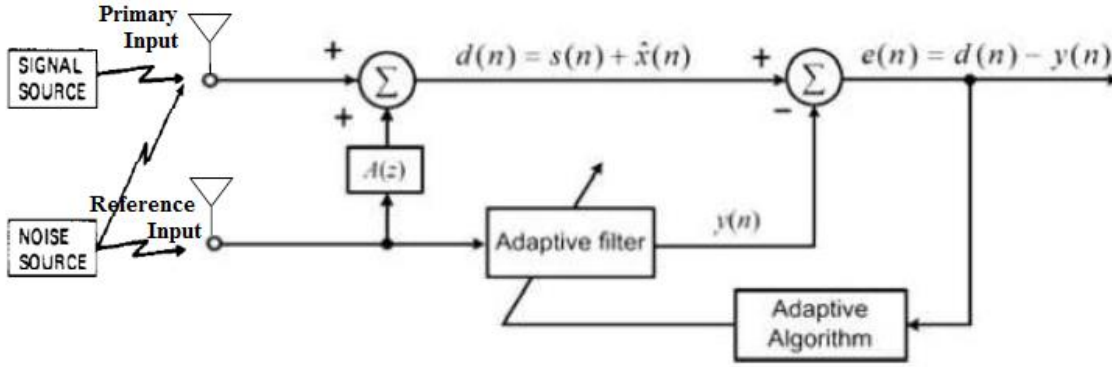 Primary
Input
SIGNAL
SOURCE
+
Σ
+
d(n) = s(n) + x̂(n)
+
Σ
−
e(n) = d(n) − y(n)
A(z)
Reference
Input
NOISE
SOURCE
Adaptive filter
y(n)
Adaptive
Algorithm